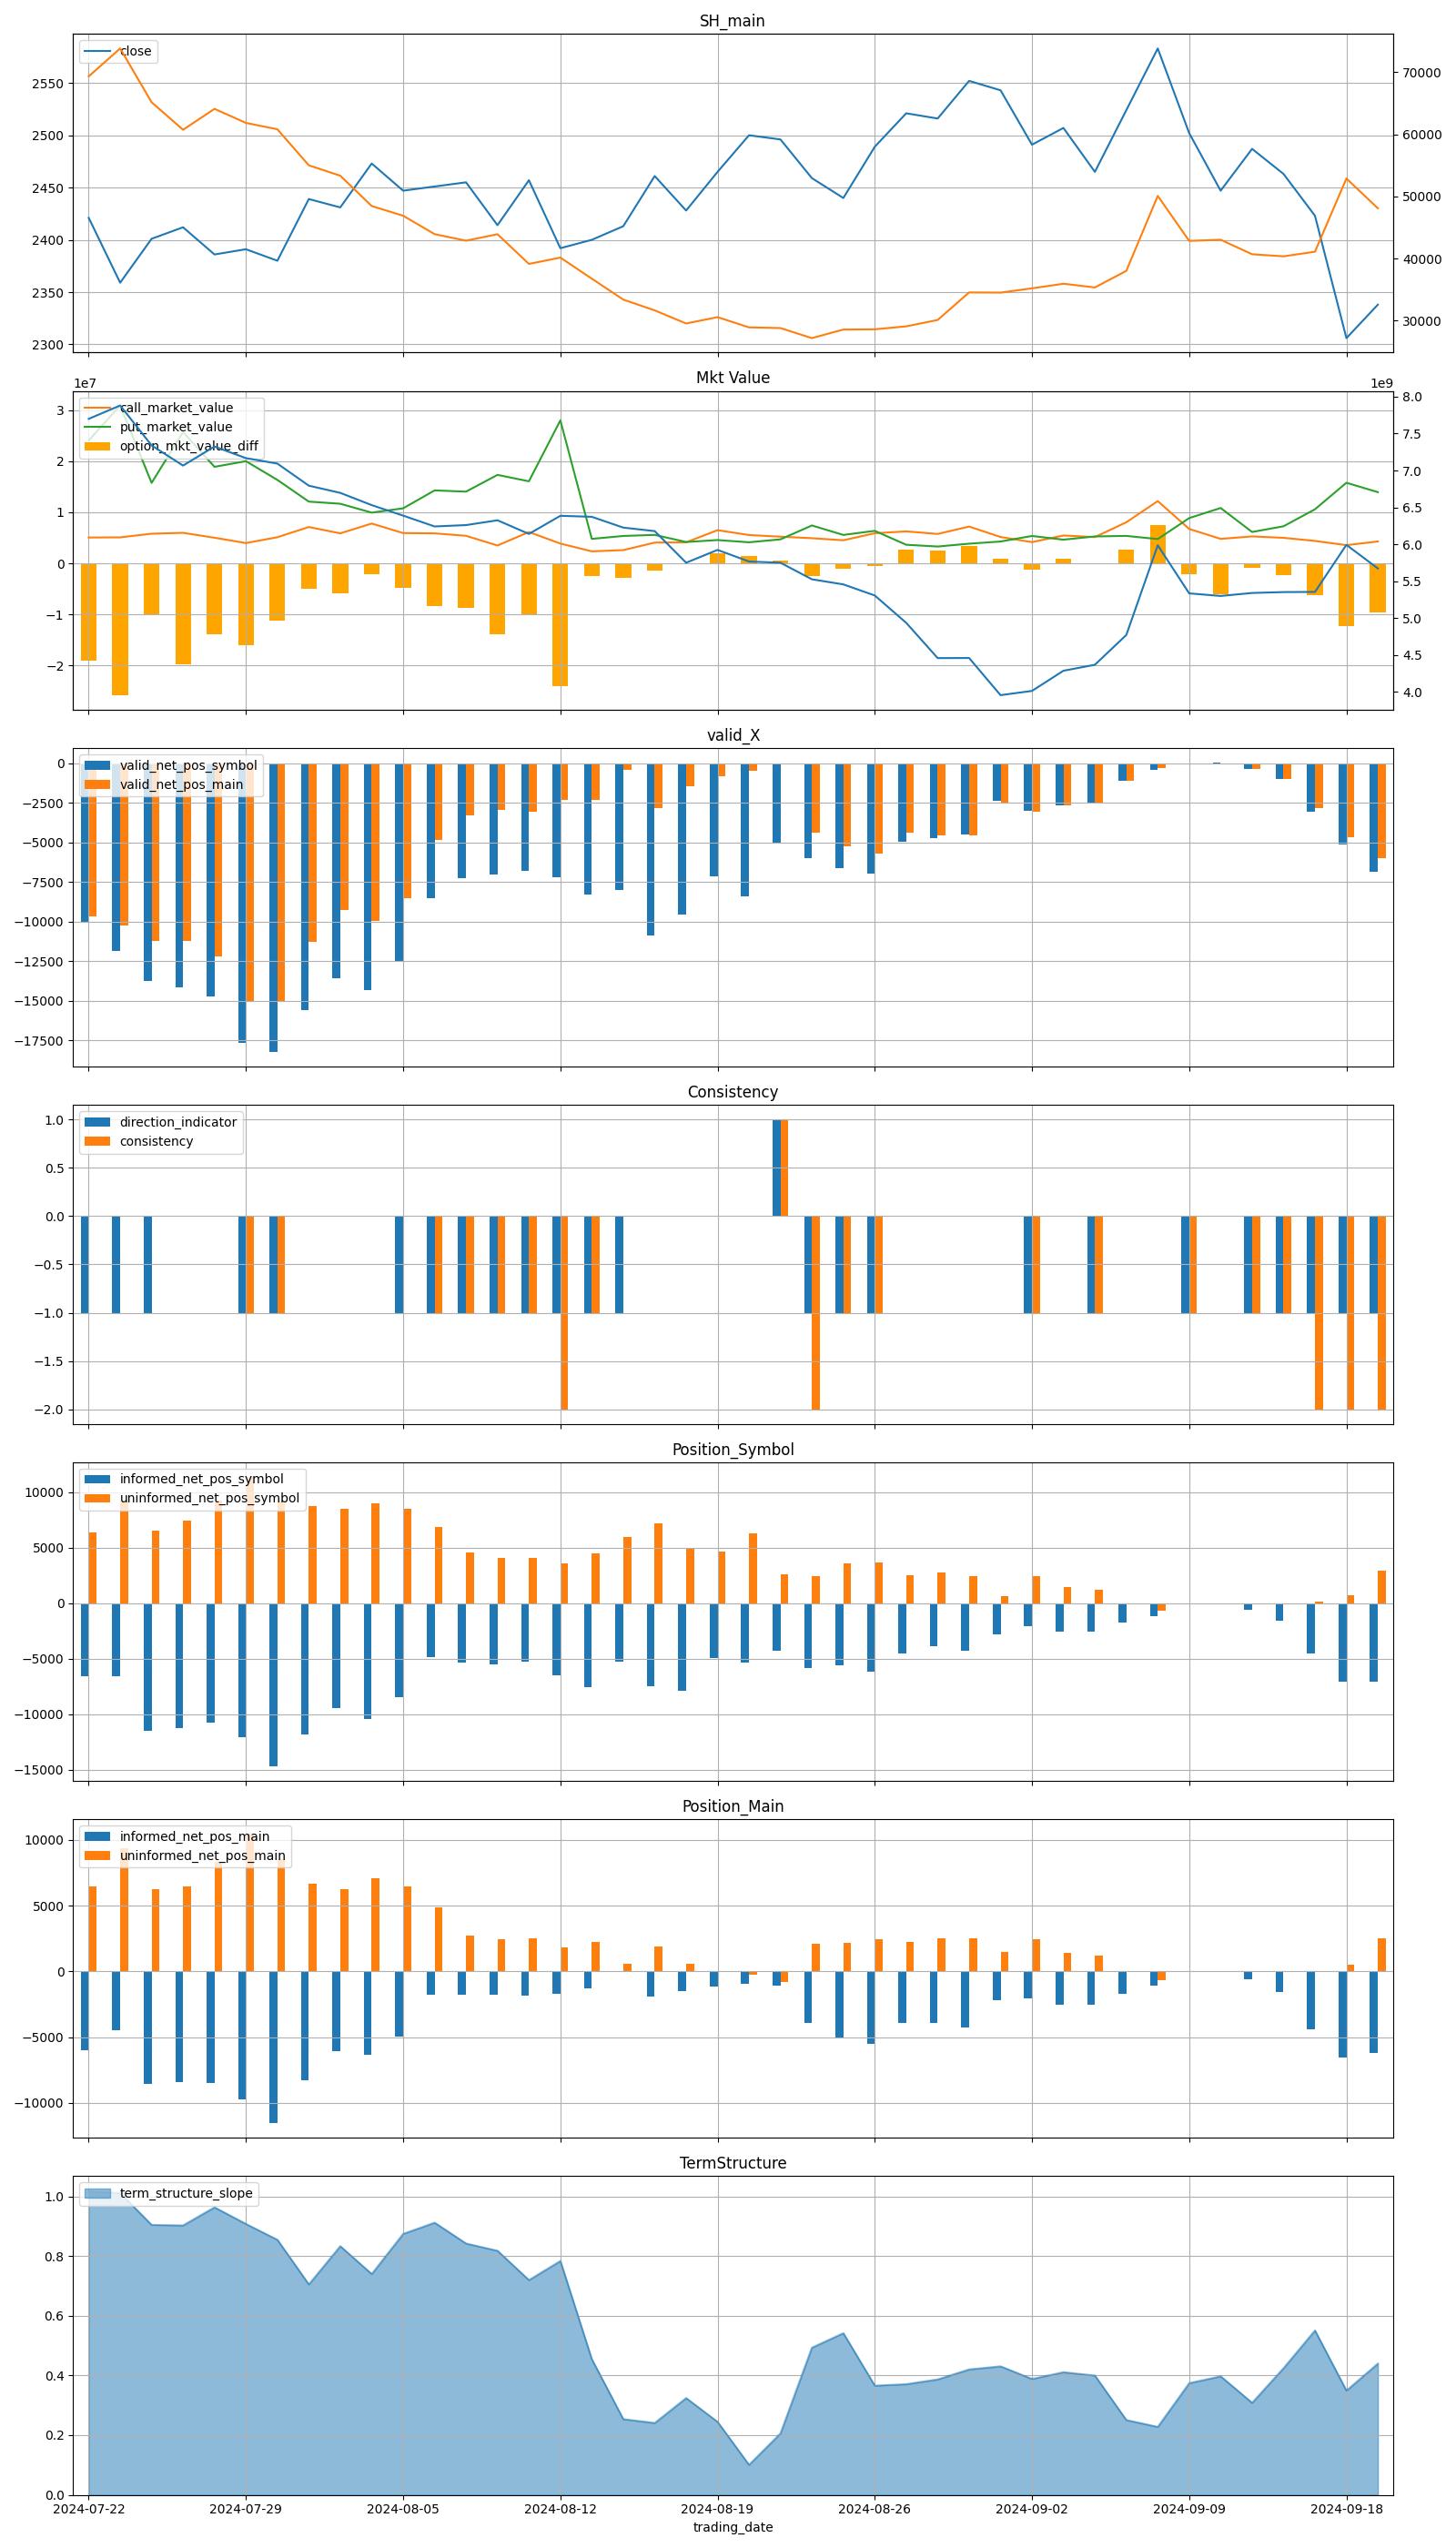 SH_main
close
2550
2500
2450
2400
2350
2300
70000
60000
50000
40000
30000
Mkt Value
1e7
1e9
call_market_value
put_market_value
option_mkt_value_diff
3
2
1
0
−1
−2
8.0
7.5
7.0
6.5
6.0
5.5
5.0
4.5
4.0
valid_X
valid_net_pos_symbol
valid_net_pos_main
0
−2500
−5000
−7500
−10000
−12500
−15000
−17500
Consistency
direction_indicator
consistency
1.0
0.5
0.0
−0.5
−1.0
−1.5
−2.0
Position_Symbol
informed_net_pos_symbol
uninformed_net_pos_symbol
10000
5000
0
−5000
−10000
−15000
Position_Main
informed_net_pos_main
uninformed_net_pos_main
10000
5000
0
−5000
−10000
TermStructure
term_structure_slope
1.0
0.8
0.6
0.4
0.2
0.0
2024-07-22 2024-07-29 2024-08-05 2024-08-12 2024-08-19 2024-08-26 2024-09-02 2024-09-09 2024-09-18
trading_date